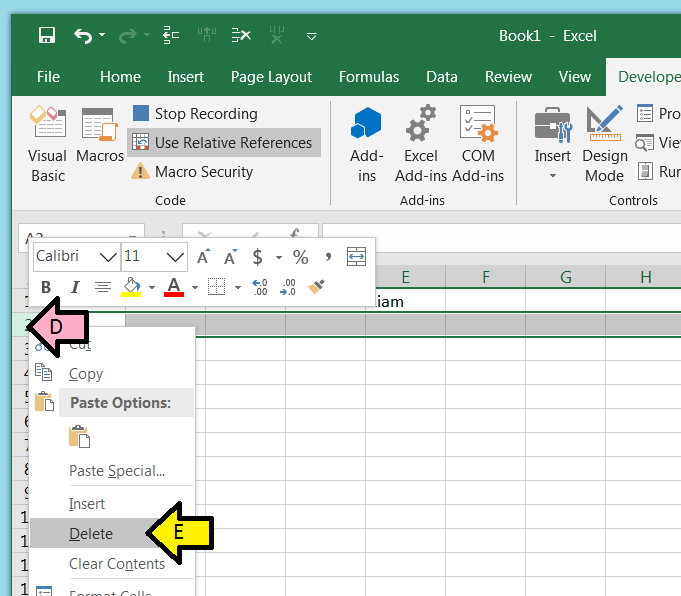 Book1 - Excel
File Home Insert Page Layout Formulas Data Review View Develope
Visual Basic
Macros
Stop Recording
Use Relative References
Macro Security
Code
Add-ins
Excel Add-ins
COM Add-ins
Add-ins
Insert
Design Mode
Pro
Vie
Run
Controls
A2
Calibri 11 A A $ % ,
B I A .00 .00
E F G H
1 iam
D
Cut
Copy
Paste Options:
Paste Special...
Insert
Delete E
Clear Contents
Format Cells